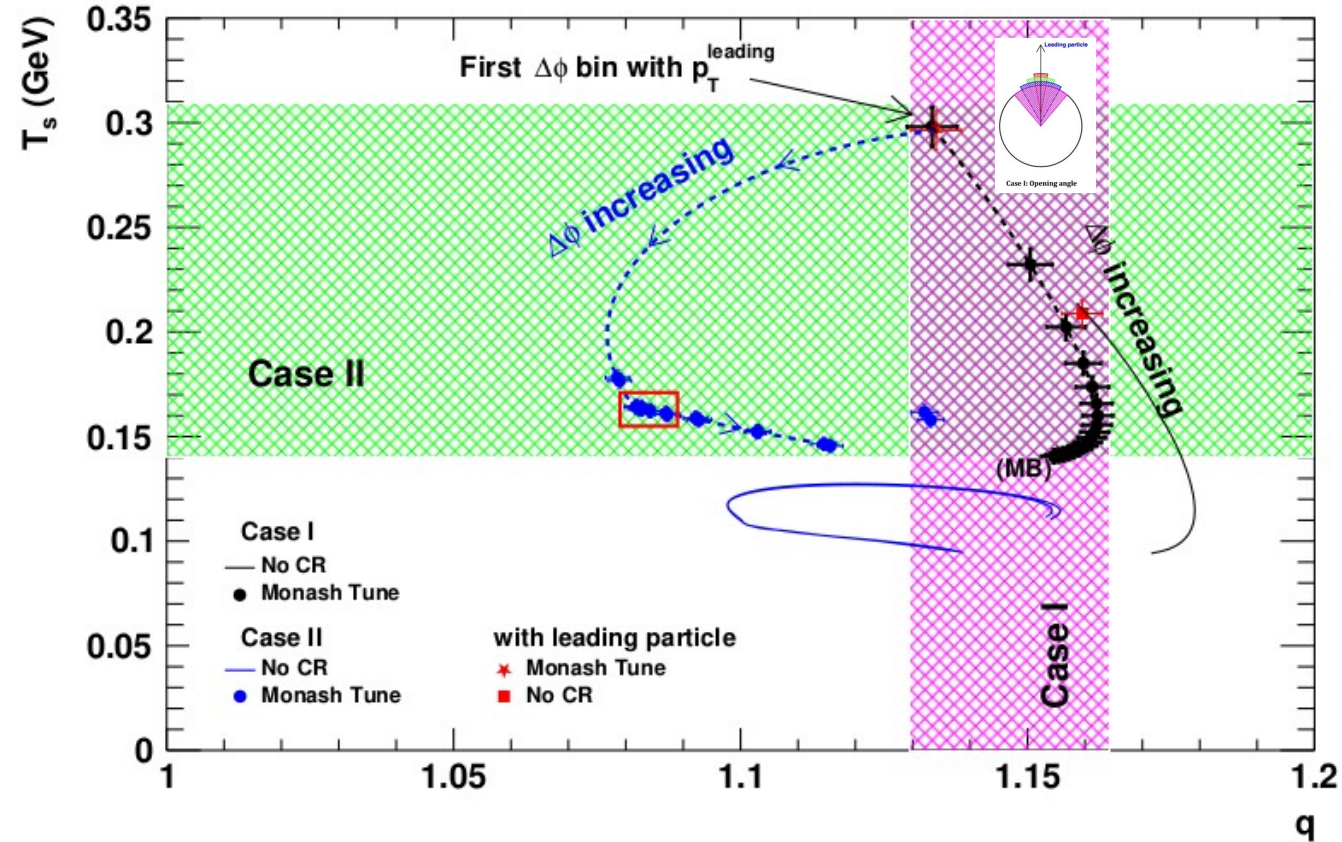 T_s (GeV)
0.35
0.3
0.25
0.2
0.15
0.1
0.05
0
First Δϕ bin with p_T^leading
Leading particle
Case I: Opening angle
Δϕ increasing
Δϕ increasing
Case II
(MB)
Case I
Case I
No CR
Monash Tune
Case II
No CR
Monash Tune
with leading particle
Monash Tune
No CR
1
1.05
1.1
1.15
1.2
q